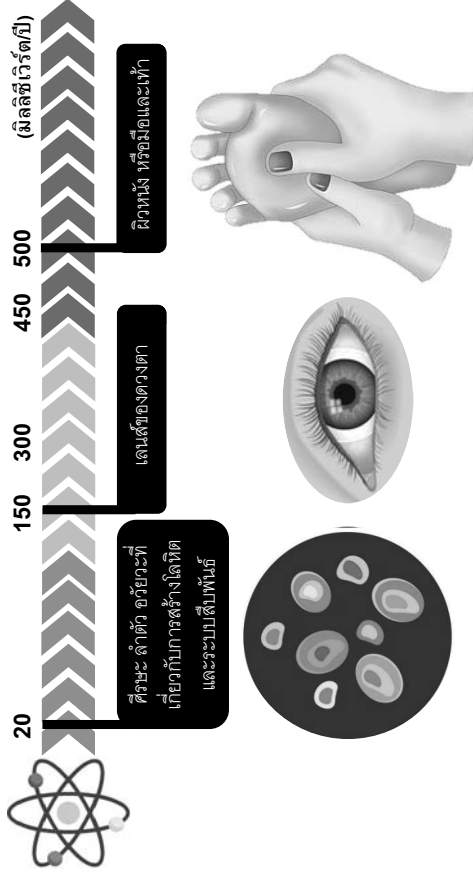 20
150
300
450
500
(มิลลิซีเวิร์ต/ปี)
ศีรษะ ลำตัว อวัยวะที่
เกี่ยวกับการสร้างโลหิต
และระบบสืบพันธ์ุ
เลนส์ของดวงตา
ผิวหนัง หรือมือและเท้า